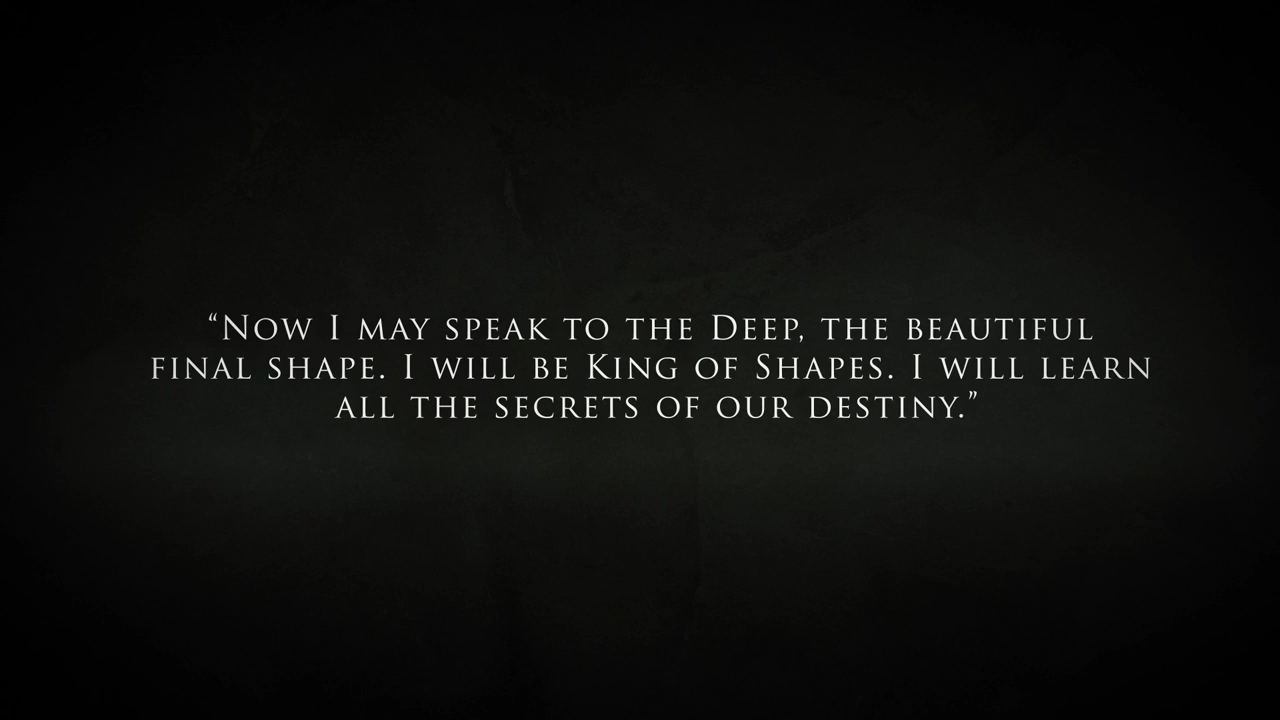 “Now I may speak to the Deep, the beautiful
final shape. I will be King of Shapes. I will learn
all the secrets of our destiny.”